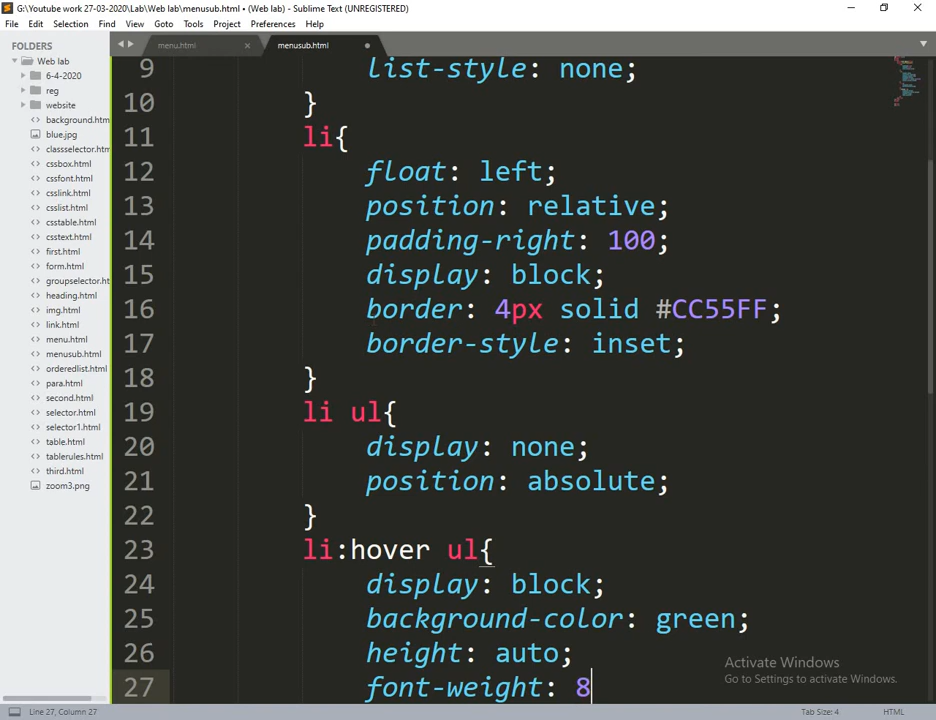 G:\Youtube work 27-03-2020\Lab\Web lab\menusub.html • (Web lab) - Sublime Text (UNREGISTERED)
File Edit Selection Find View Goto Tools Project Preferences Help
FOLDERS
Web lab
6-4-2020
reg
website
background.htm
blue.jpg
classselector.htm
cssbox.html
cssfont.html
csslink.html
csslist.html
csstable.html
csstext.html
first.html
form.html
groupselector.ht
heading.html
img.html
link.html
menu.html
menusub.html
orderedlist.html
para.html
second.html
selector.html
selector1.html
table.html
tablerules.html
third.html
zoom3.png
menu.html menusub.html
9 list-style: none;
10 }
11 li{
12 float: left;
13 position: relative;
14 padding-right: 100;
15 display: block;
16 border: 4px solid #CC55FF;
17 border-style: inset;
18 }
19 li ul{
20 display: none;
21 position: absolute;
22 }
23 li:hover ul{
24 display: block;
25 background-color: green;
26 height: auto;
27 font-weight: 8
Activate Windows
Go to Settings to activate Windows.
Line 27, Column 27 Tab Size: 4 HTML